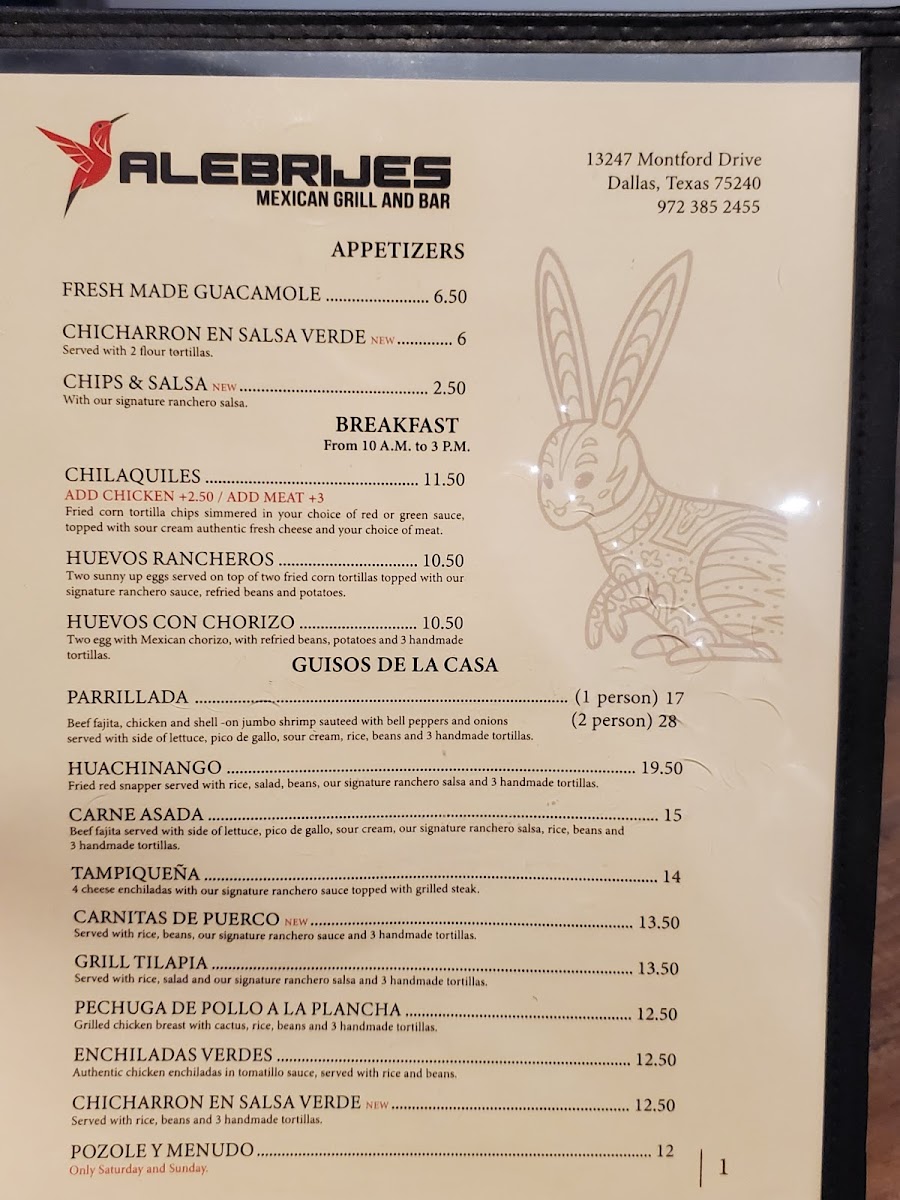 ALEBRIJES
MEXICAN GRILL AND BAR
13247 Montford Drive
Dallas, Texas 75240
972 385 2455
APPETIZERS
FRESH MADE GUACAMOLE ........................ 6.50
CHICHARRON EN SALSA VERDE NEW ............ 6
Served with 2 flour tortillas.
CHIPS & SALSA NEW ............................................ 2.50
With our signature ranchero salsa.
BREAKFAST
From 10 A.M. to 3 P.M.
CHILAQUILES ................................................. 11.50
ADD CHICKEN +2.50 / ADD MEAT +3
Fried corn tortilla chips simmered in your choice of red or green sauce,
topped with sour cream authentic fresh cheese and your choice of meat.
HUEVOS RANCHEROS ................................ 10.50
Two sunny up eggs served on top of two fried corn tortillas topped with our
signature ranchero sauce, refried beans and potatoes.
HUEVOS CON CHORIZO ........................... 10.50
Two egg with Mexican chorizo, with refried beans, potatoes and 3 handmade
tortillas.
GUISOS DE LA CASA
PARRILLADA ........................................................................ (1 person) 17
(2 person) 28
Beef fajita, chicken and shell -on jumbo shrimp sauteed with bell peppers and onions
served with side of lettuce, pico de gallo, sour cream, rice, beans and 3 handmade tortillas.
HUACHINANGO ............................................................................ 19.50
Fried red snapper served with rice, salad, beans, our signature ranchero salsa and 3 handmade tortillas.
CARNE ASADA ................................................................................ 15
Beef fajita served with side of lettuce, pico de gallo, sour cream, our signature ranchero salsa, rice, beans and
3 handmade tortillas.
TAMPIQUEÑA ................................................................................ 14
4 cheese enchiladas with our signature ranchero sauce topped with grilled steak.
CARNITAS DE PUERCO NEW ........................................................ 13.50
Served with rice, beans, our signature ranchero sauce and 3 handmade tortillas.
GRILL TILAPIA ............................................................................ 13.50
Served with rice, salad and our signature ranchero salsa and 3 handmade tortillas.
PECHUGA DE POLLO A LA PLANCHA ........................................ 12.50
Grilled chicken breast with cactus, rice, beans and 3 handmade tortillas.
ENCHILADAS VERDES ................................................................ 12.50
Authentic chicken enchiladas in tomatillo sauce, served with rice and beans.
CHICHARRON EN SALSA VERDE NEW ........................................ 12.50
Served with rice, beans and 3 handmade tortillas.
POZOLE Y MENUDO .................................................................... 12
Only Saturday and Sunday.
1